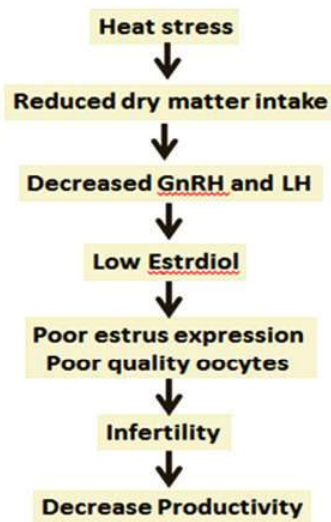 Heat stress
Reduced dry matter intake
Decreased GnRH and LH
Low Estrdiol
Poor estrus expression
Poor quality oocytes
Infertility
Decrease Productivity